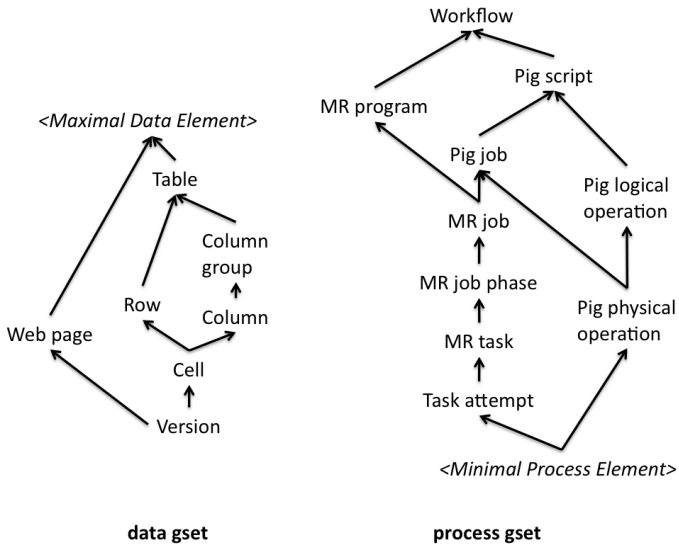 Workflow
Pig script
MR program
<Maximal Data Element>
Pig job
Table
Pig logical
operation
MR job
Column
group
MR job phase
Row
Column
Pig physical
operation
Web page
MR task
Cell
Task attempt
Version
<Minimal Process Element>
data gset
process gset